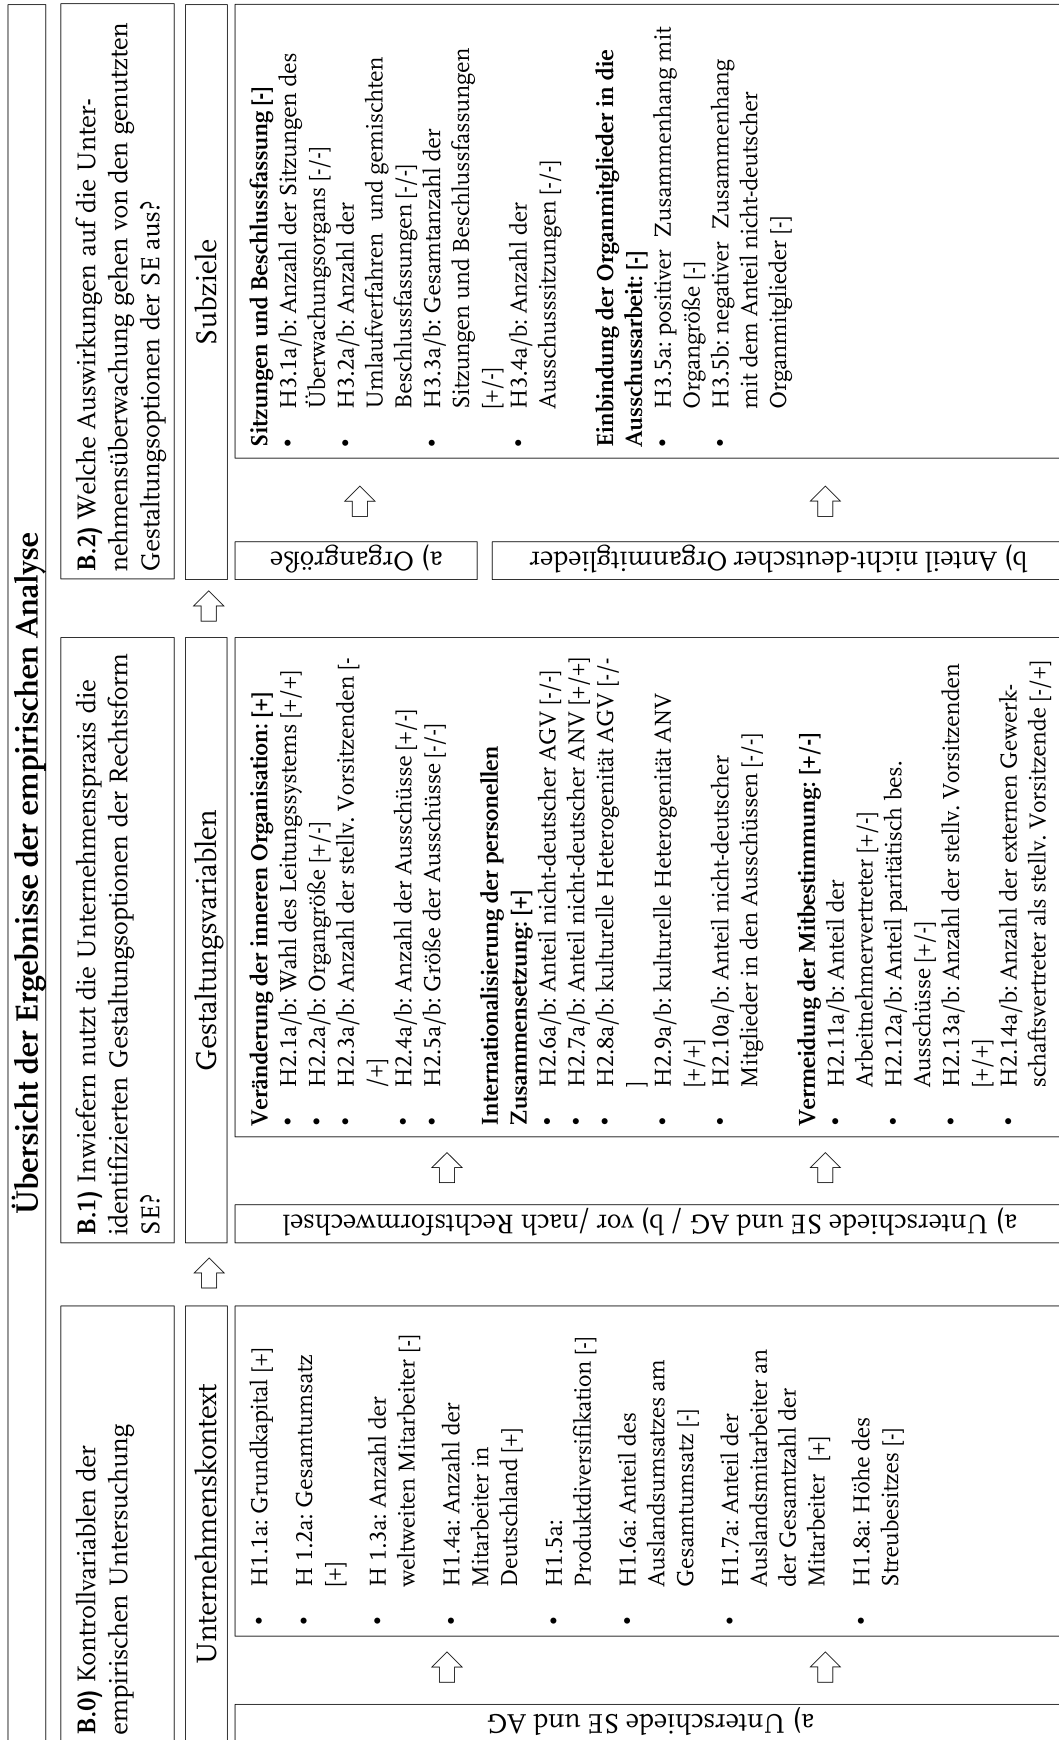 Übersicht der Ergebnisse der empirischen Analyse
B.0) Kontrollvariablen der
empirischen Untersuchung
Unternehmenskontext
a) Unterschiede SE und AG
• H1.1a: Grundkapital [+]
• H 1.2a: Gesamtumsatz
[+]
• H 1.3a: Anzahl der
weltweiten Mitarbeiter [-]
• H1.4a: Anzahl der
Mitarbeiter in
Deutschland [+]
• H1.5a:
Produktdiversifikation [-]
• H1.6a: Anteil des
Auslandsumsatzes am
Gesamtumsatz [-]
• H1.7a: Anteil der
Auslandsmitarbeiter an
der Gesamtzahl der
Mitarbeiter [+]
• H1.8a: Höhe des
Streubesitzes [-]
B.1) Inwiefern nutzt die Unternehmenspraxis die
identifizierten Gestaltungsoptionen der Rechtsform
SE?
Gestaltungsvariablen
a) Unterschiede SE und AG / b) vor /nach Rechtsformwechsel
Veränderung der inneren Organisation: [+]
• H2.1a/b: Wahl des Leitungssystems [+/+]
• H2.2a/b: Organgröße [+/-]
• H2.3a/b: Anzahl der stellv. Vorsitzenden [-
/+]
• H2.4a/b: Anzahl der Ausschüsse [+/-]
• H2.5a/b: Größe der Ausschüsse [-/-]
Internationalisierung der personellen
Zusammensetzung: [+]
• H2.6a/b: Anteil nicht-deutscher AGV [-/-]
• H2.7a/b: Anteil nicht-deutscher ANV [+/+]
• H2.8a/b: kulturelle Heterogenität AGV [-/-
]
• H2.9a/b: kulturelle Heterogenität ANV
[+/+]
• H2.10a/b: Anteil nicht-deutscher
Mitglieder in den Ausschüssen [-/-]
Vermeidung der Mitbestimmung: [+/-]
• H2.11a/b: Anteil der
Arbeitnehmervertreter [+/-]
• H2.12a/b: Anteil paritätisch bes.
Ausschüsse [+/-]
• H2.13a/b: Anzahl der stellv. Vorsitzenden
[+/+]
• H2.14a/b: Anzahl der externen Gewerk-
schaftsvertreter als stellv. Vorsitzende [-/+]
B.2) Welche Auswirkungen auf die Unter-
nehmensüberwachung gehen von den genutzten
Gestaltungsoptionen der SE aus?
Subziele
a) Organgröße
b) Anteil nicht-deutscher Organmitglieder
Sitzungen und Beschlussfassung [-]
• H3.1a/b: Anzahl der Sitzungen des
Überwachungsorgans [-/-]
• H3.2a/b: Anzahl der
Umlaufverfahren und gemischten
Beschlussfassungen [-/-]
• H3.3a/b: Gesamtanzahl der
Sitzungen und Beschlussfassungen
[+/-]
• H3.4a/b: Anzahl der
Ausschusssitzungen [-/-]
Einbindung der Organmitglieder in die
Ausschussarbeit: [-]
• H3.5a: positiver Zusammenhang mit
Organgröße [-]
• H3.5b: negativer Zusammenhang
mit dem Anteil nicht-deutscher
Organmitglieder [-]